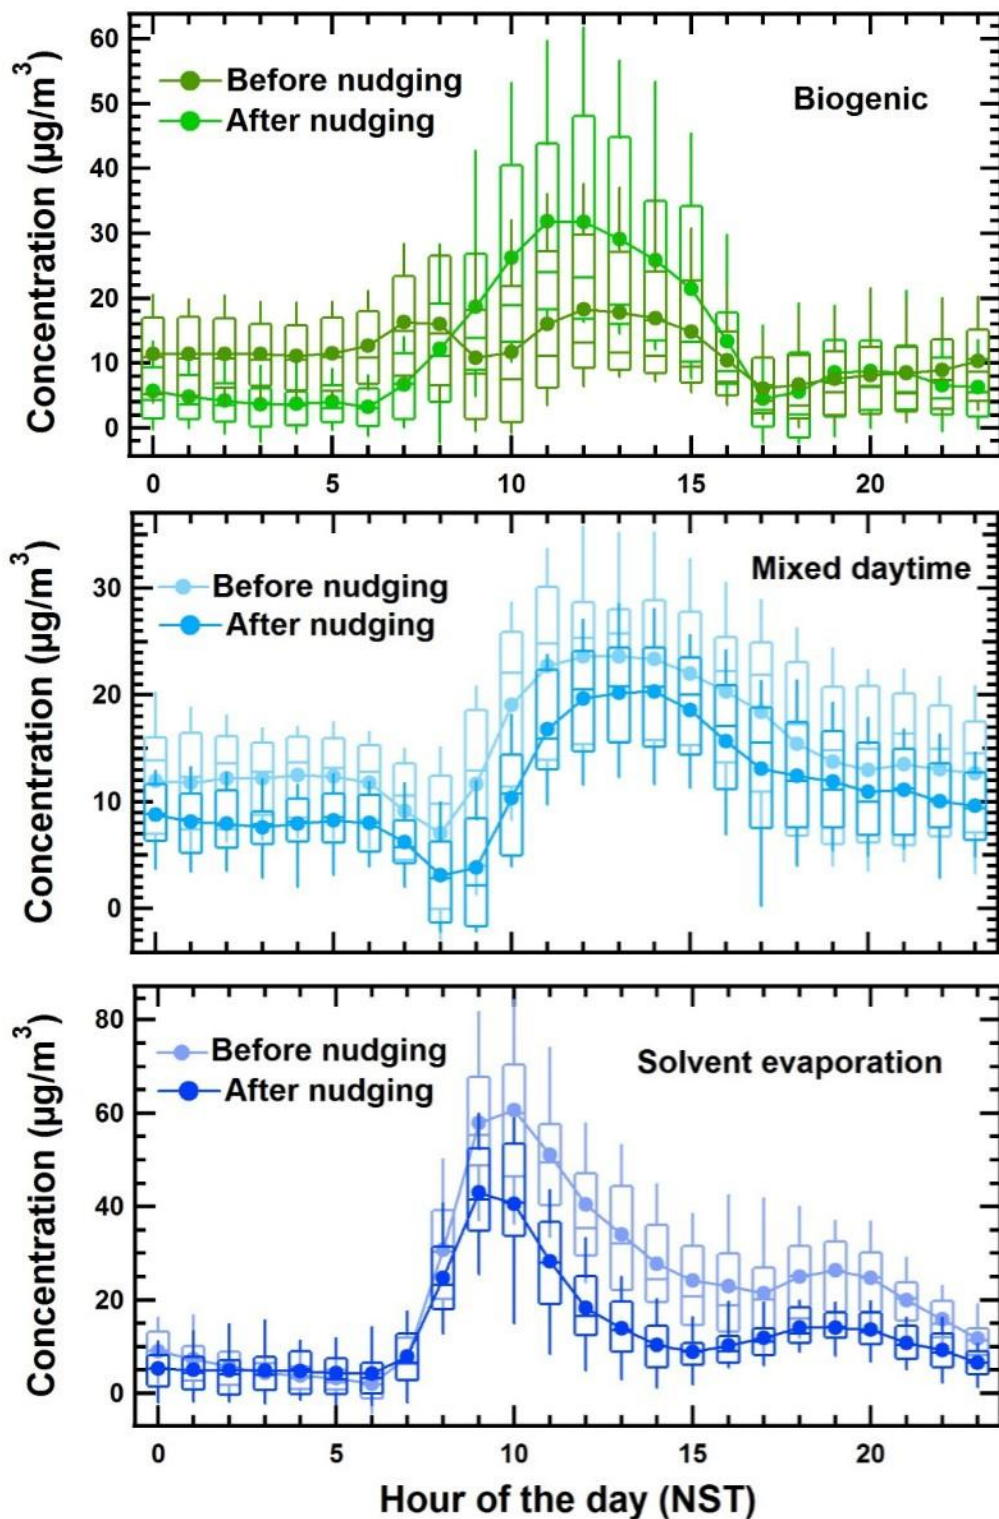 60
50
40
30
20
10
0
Concentration (µg/m³)
Before nudging
After nudging
Biogenic
0 5 10 15 20
30
20
10
0
Concentration (µg/m³)
Before nudging
After nudging
Mixed daytime
80
60
40
20
0
Concentration (µg/m³)
Before nudging
After nudging
Solvent evaporation
0 5 10 15 20
Hour of the day (NST)